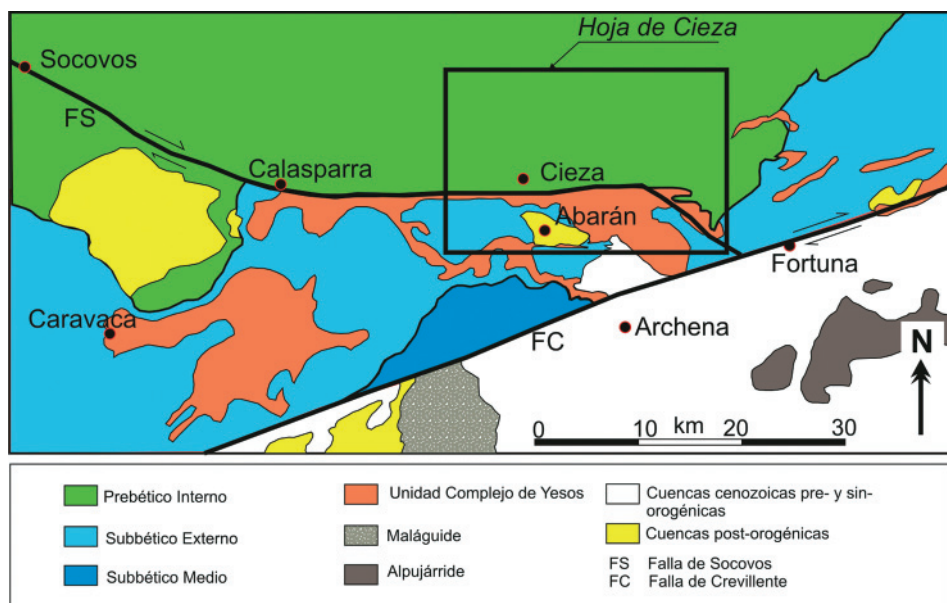 Hoja de Cieza
Socovos
FS
Calasparra
Cieza
Abarán
Fortuna
Caravaca
FC
Archena
N
0 10 km 20 30
Prebético Interno
Subbético Externo
Subbético Medio
Unidad Complejo de Yesos
Maláguide
Alpujárride
Cuencas cenozoicas pre- y sin-
orogénicas
Cuencas post-orogénicas
FS Falla de Socovos
FC Falla de Crevillente